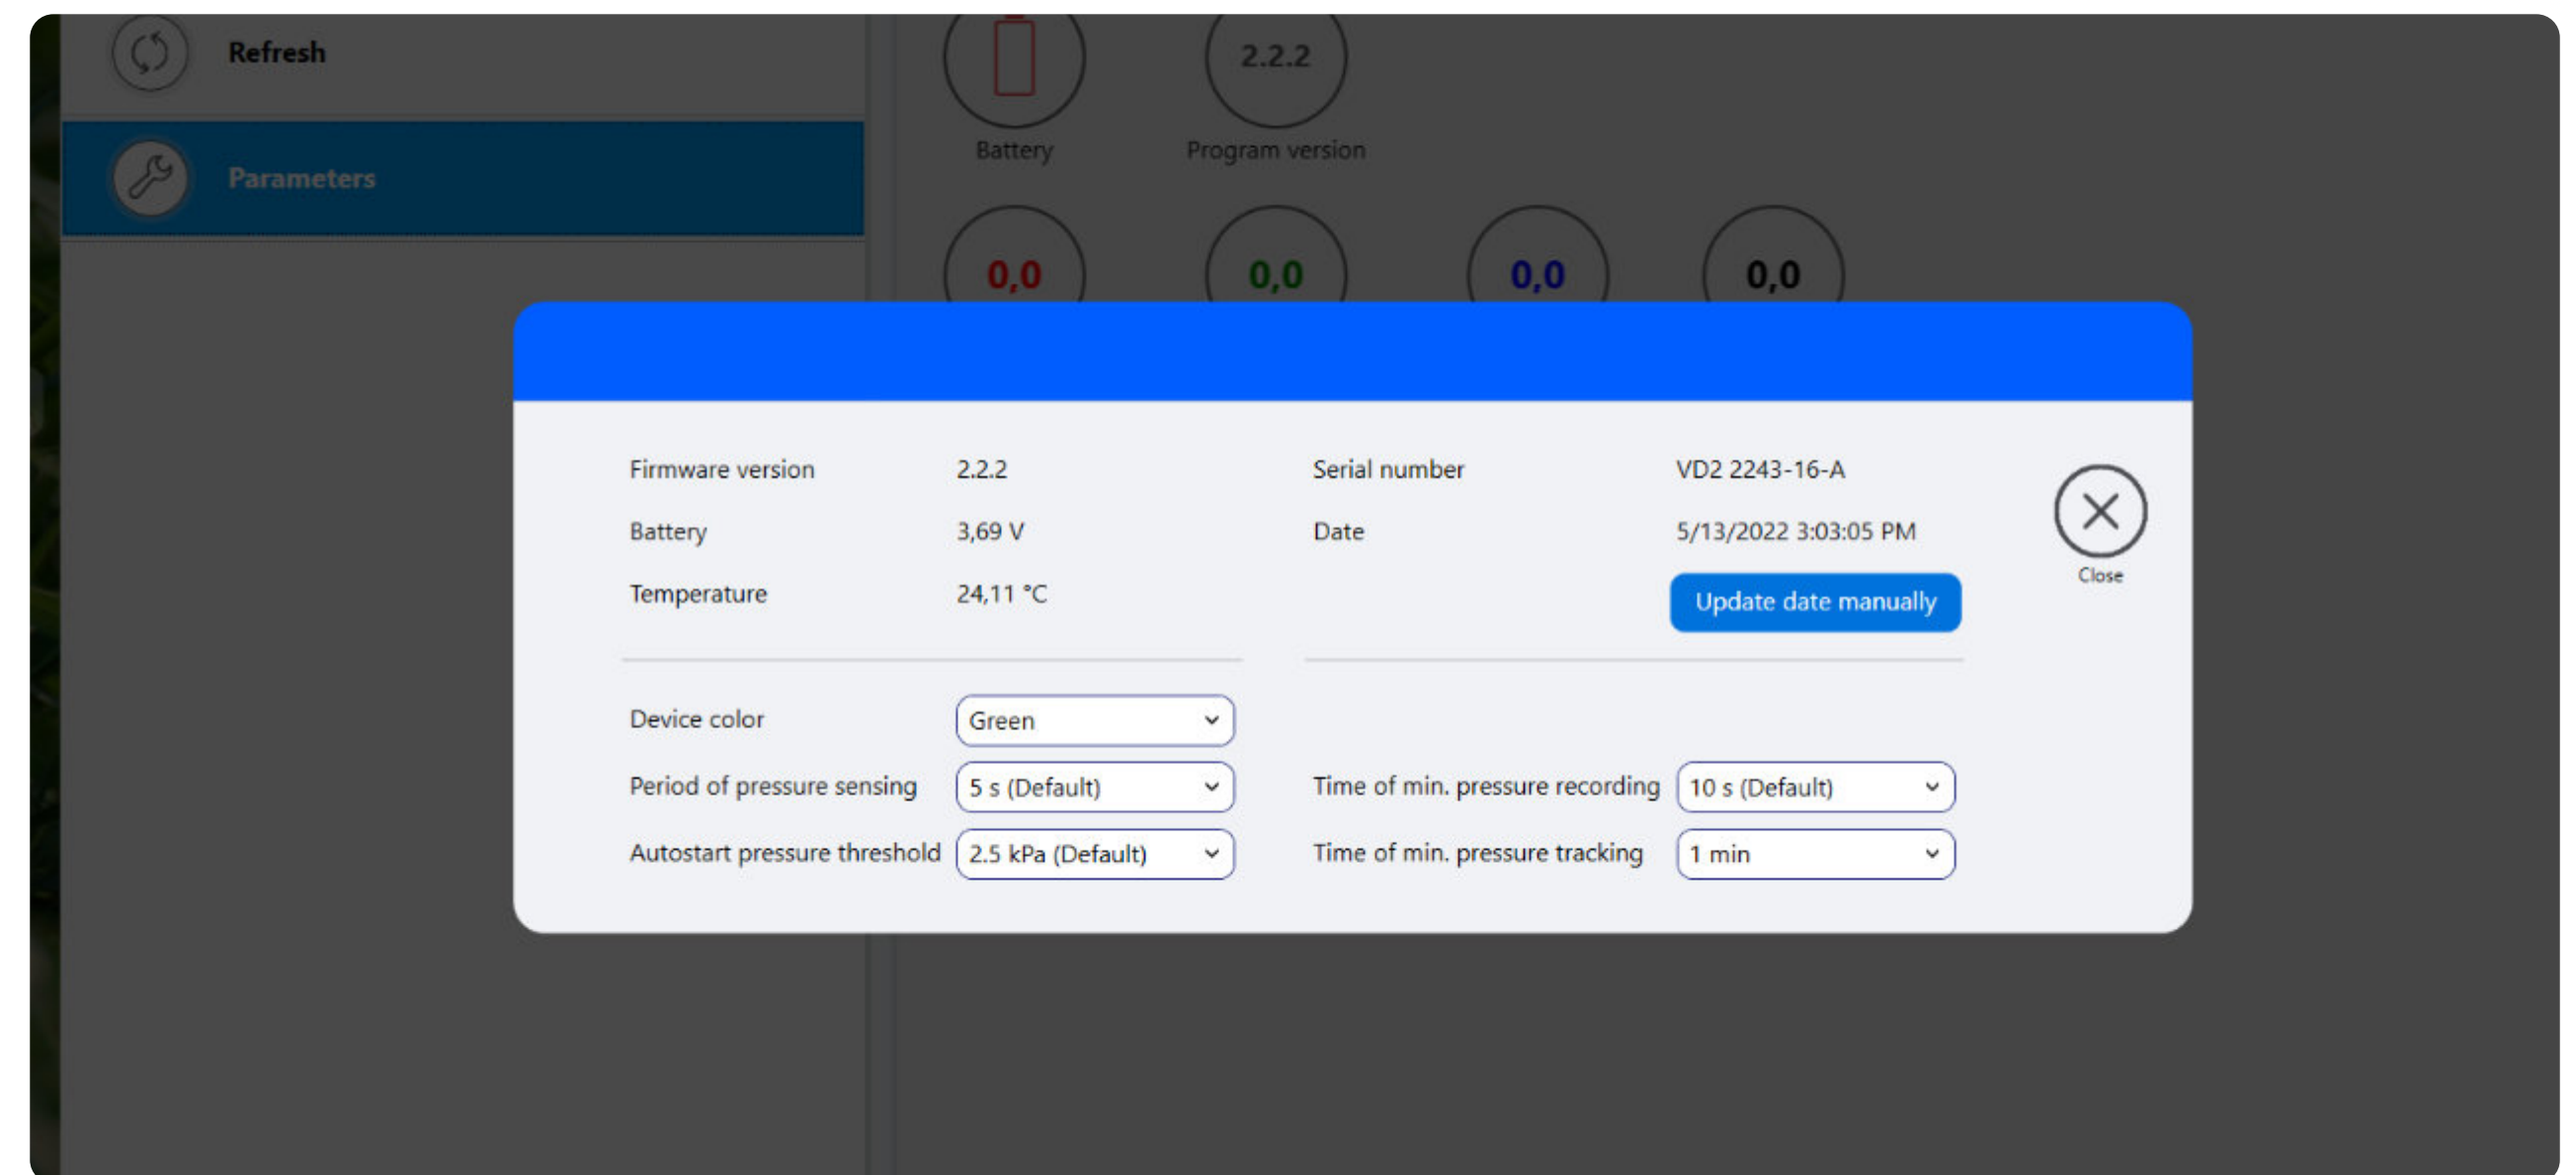 Refresh
2.2.2
Battery Program version
Parameters
0,0 0,0 0,0 0,0
Firmware version 2.2.2 Serial number VD2 2243-16-A
Battery 3,69 V Date 5/13/2022 3:03:05 PM
Close
Temperature 24,11 °C Update date manually
Device color Green
Period of pressure sensing 5 s (Default) Time of min. pressure recording 10 s (Default)
Autostart pressure threshold 2.5 kPa (Default) Time of min. pressure tracking 1 min